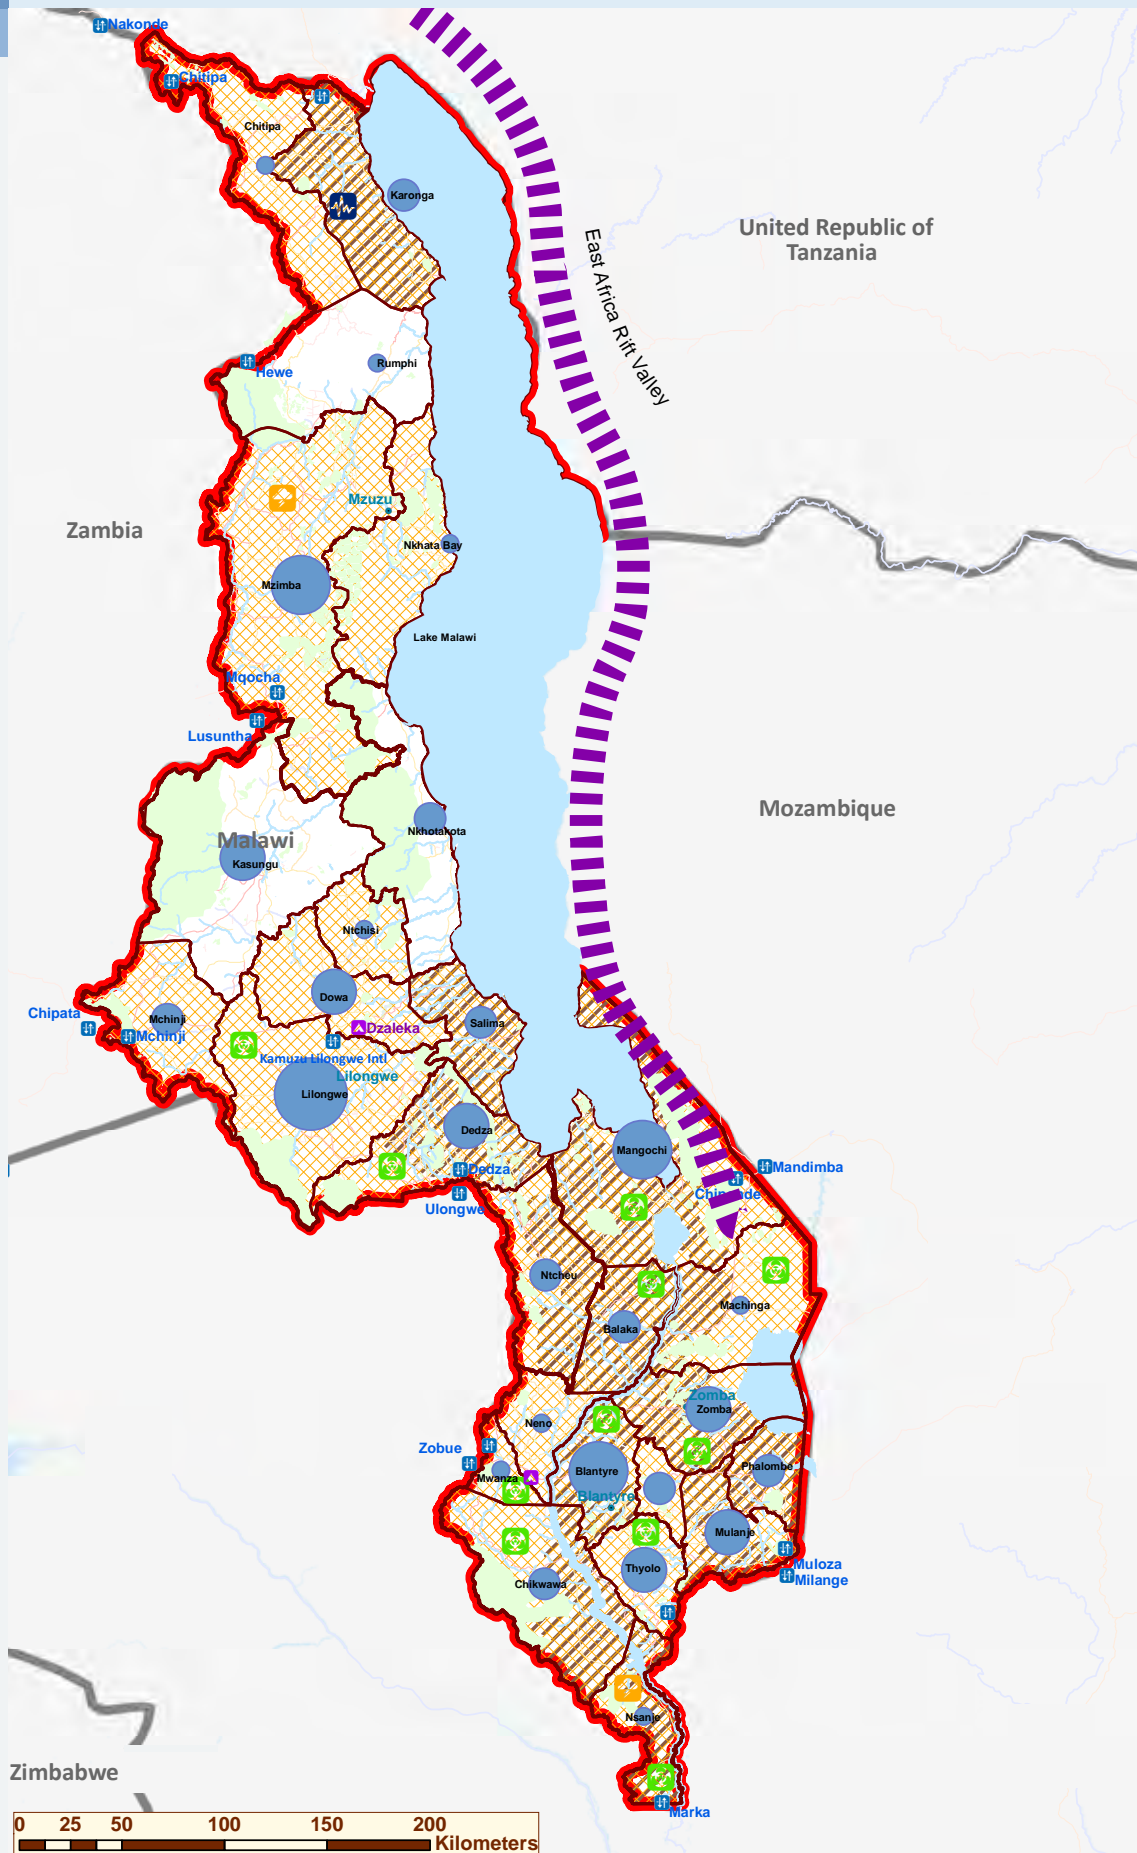 Nakonde
Chitipa
Chitipa
Karonga
United Republic of
Tanzania
East Africa Rift Valley
Rumphi
Hewe
Mzuzu
Zambia
Nkhata Bay
Mzimba
Lake Malawi
Mqocha
Lusuntha
Mozambique
Nkhotakota
Malawi
Kasungu
Ntchisi
Dowa
Chipata
Mchinji
Mchinji
Dzaleka
Salima
Kamuzu Lilongwe Intl
Lilongwe
Lilongwe
Dedza
Mangochi
Dedza
Mandimba
Ulongwe
Ntcheu
Machinga
Balaka
Zomba
Zomba
Neno
Zobue
Phalombe
Blantyre
Mwanza
Blantyre
Mulanje
Muloza
Thyolo
Milange
Chikwawa
Nsanje
Zimbabwe
Marka
0 25 50 100 150 200
Kilometers